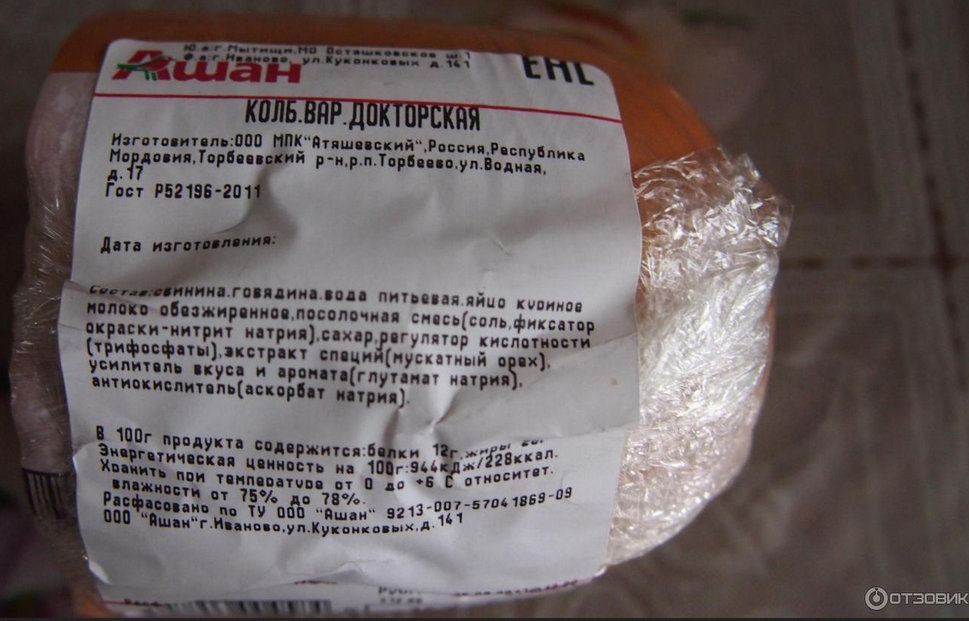 Ю.а:г.Мытищи,МО Осташковское ш.1
Ф.а:г.Иваново, ул.Куконковых д.141
Ашан
EAC
КОЛБ.ВАР.ДОКТОРСКАЯ
Изготовитель:ООО МПК"Атяшевский",Россия,Республика
Мордовия,Торбеевский р-н,р.п.Торбеево,ул.Водная,
д.17
Гост Р52196-2011
Дата изготовления:
Состав:свинина.говядина.вода питьевая.яйцо куриное
молоко обезжиренное,посолочная смесь(соль,фиксатор
окраски-нитрит натрия),сахар,регулятор кислотности
(трифосфаты),экстракт специй(мускатный орех),
усилитель вкуса и аромата(глутамат натрия),
антиокислитель(аскорбат натрия).
В 100г продукта содержится:белки 12г.жиры
Энергетическая ценность на 100г:944кДж/228ккал.
Хранить при температуре от 0 до +6 С относител.
влажности от 75% до 78%.
Расфасовано по ТУ ООО "Ашан" 9213-007-57041869-09
ООО "Ашан"г.Иваново,ул.Куконковых,д.141
ОТЗОВИК